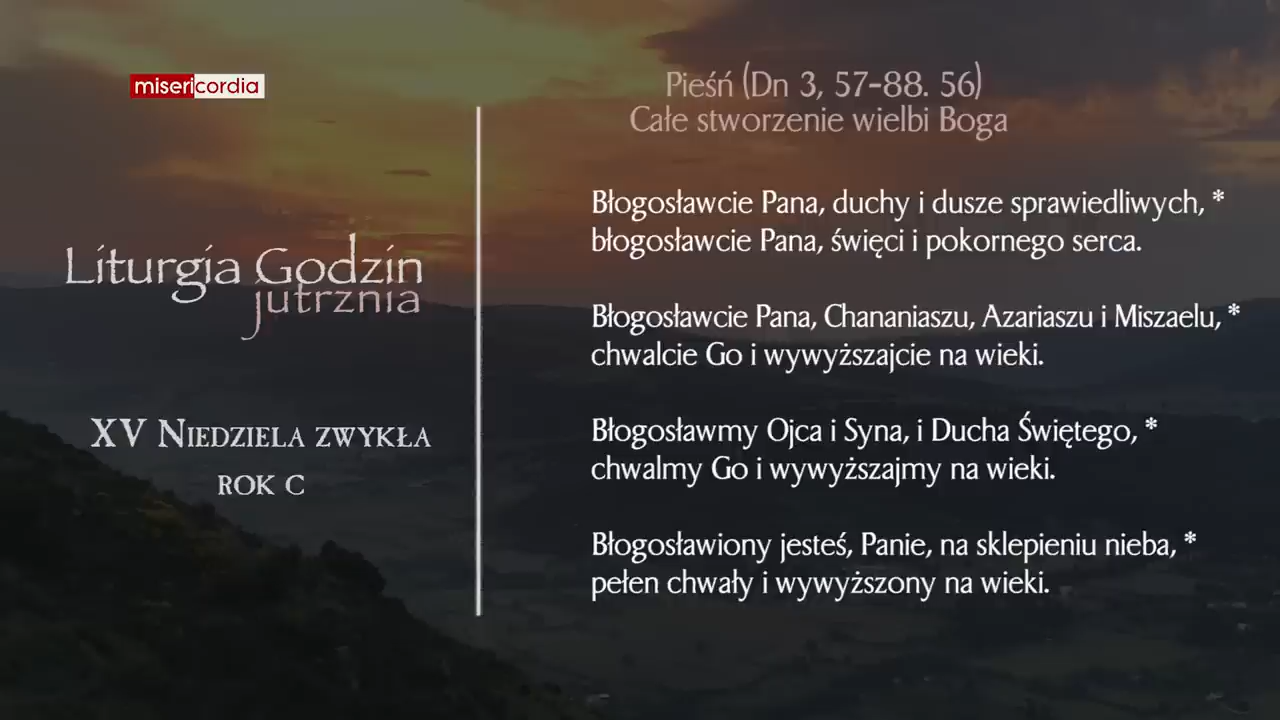 misericordia
Liturgia Godzin
jutrznia
XV Niedziela zwykła
rok C
Pieśń (Dn 3, 57-88. 56)
Całe stworzenie wielbi Boga
Błogosławcie Pana, duchy i dusze sprawiedliwych, *
błogosławcie Pana, święci i pokornego serca.
Błogosławcie Pana, Chananiaszu, Azariaszu i Miszaelu, *
chwalcie Go i wywyższajcie na wieki.
Błogosławmy Ojca i Syna, i Ducha Świętego, *
chwalmy Go i wywyższajmy na wieki.
Błogosławiony jesteś, Panie, na sklepieniu nieba, *
pełen chwały i wywyższony na wieki.